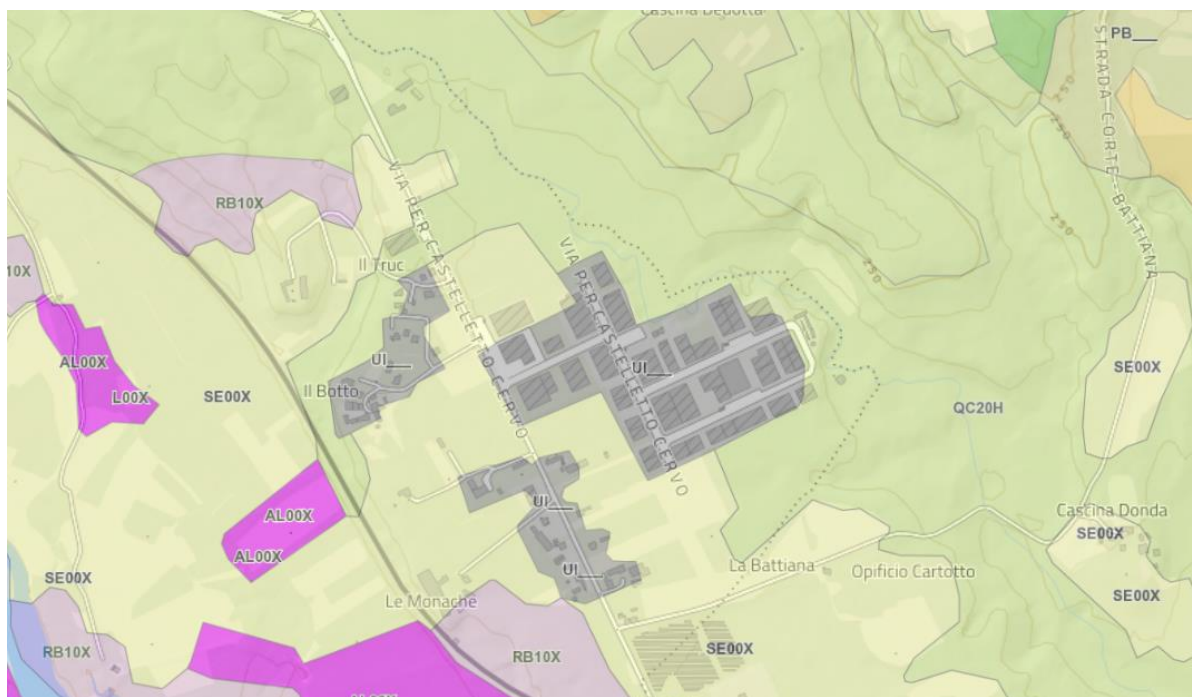 Cascina Bedotta
PB___
STRADA CORTE-BATTIANA
250
250
250
VIA PER CASTELLETTO CERVO
RB10X
Il Truc
VIA PER CASTELLETTO CERVO
10X
AL00X
L00X
SE00X
UI___
Il Botto
UI___
SE00X
QC20H
AL00X
AL00X
UI___
Cascina Donda
SE00X
La Battiana
Opificio Cartotto
UI___
SE00X
Le Monache
SE00X
RB10X
RB10X
SE00X